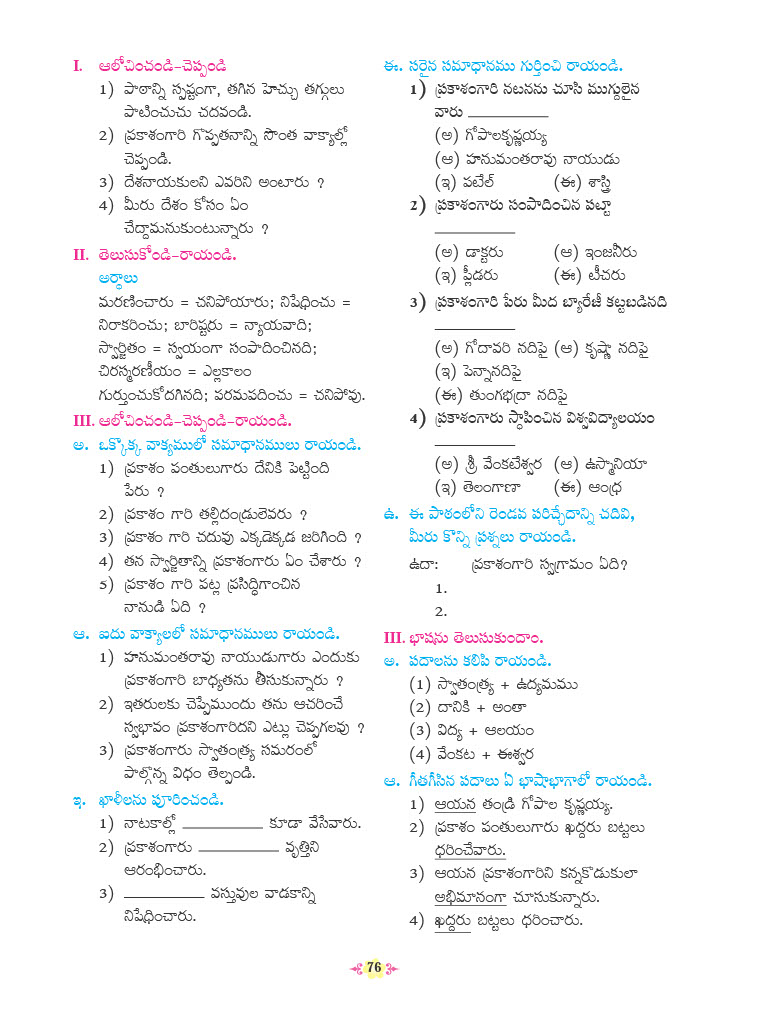 I. ఆలోచించండి-చెప్పండి
1) పాఠాన్ని స్పష్టంగా, తగిన హెచ్చు తగ్గులు
పాటించుచు చదవండి.
2) ప్రకాశంగారి గొప్పతనాన్ని సొంత వాక్యాల్లో
చెప్పండి.
3) దేశనాయకులని ఎవరిని అంటారు ?
4) మీరు దేశం కోసం ఏం
చేద్దామనుకుంటున్నారు ?
II. తెలుసుకోండి-రాయండి.
అర్థాలు
మరణించారు = చనిపోయారు; నిషేధించు =
నిరాకరించు; బారిష్టరు = న్యాయవాది;
స్వార్జితం = స్వయంగా సంపాదించినది;
చిరస్మరణీయం = ఎల్లకాలం
గుర్తుంచుకోదగినది; పరమపదించు = చనిపోవు.
III. ఆలోచించండి-చెప్పండి-రాయండి.
అ. ఒక్కొక్క వాక్యములో సమాధానములు రాయండి.
1) ప్రకాశం పంతులుగారు దేనికి పెట్టింది
పేరు ?
2) ప్రకాశం గారి తల్లిదండ్రులెవరు ?
3) ప్రకాశం గారి చదువు ఎక్కడెక్కడ జరిగింది ?
4) తన స్వార్జితాన్ని ప్రకాశంగారు ఏం చేశారు ?
5) ప్రకాశం గారి పట్ల ప్రసిద్ధిగాంచిన
నానుడి ఏది ?
ఆ. ఐదు వాక్యాలలో సమాధానములు రాయండి.
1) హనుమంతరావు నాయుడుగారు ఎందుకు
ప్రకాశంగారి బాధ్యతను తీసుకున్నారు ?
2) ఇతరులకు చెప్పేముందు తను ఆచరించే
స్వభావం ప్రకాశంగారిదని ఎట్లు చెప్పగలవు ?
3) ప్రకాశంగారు స్వాతంత్ర్య సమరంలో
పాల్గొన్న విధం తెల్పండి.
ఇ. ఖాళీలను పూరించండి.
1) నాటకాల్లో __________ కూడా వేసేవారు.
2) ప్రకాశంగారు __________ వృత్తిని
ఆరంభించారు.
3) __________ వస్తువుల వాడకాన్ని
నిషేధించారు.
ఈ. సరైన సమాధానము గుర్తించి రాయండి.
1) ప్రకాశంగారి నటనను చూసి ముగ్దులైన
వారు __________
(అ) గోపాలకృష్ణయ్య
(ఆ) హనుమంతరావు నాయుడు
(ఇ) పటేల్ (ఈ) శాస్త్రి
2) ప్రకాశంగారు సంపాదించిన పట్టా
__________
(అ) డాక్టరు (ఆ) ఇంజనీరు
(ఇ) ప్లీడరు (ఈ) టీచరు
3) ప్రకాశంగారి పేరు మీద బ్యారేజీ కట్టబడినది
__________
(అ) గోదావరి నదిపై (ఆ) కృష్ణా నదిపై
(ఇ) పెన్నానదిపై
(ఈ) తుంగభద్రా నదిపై
4) ప్రకాశంగారు స్థాపించిన విశ్వవిద్యాలయం
__________
(అ) శ్రీ వేంకటేశ్వర (ఆ) ఉస్మానియా
(ఇ) తెలంగాణా (ఈ) ఆంధ్ర
ఉ. ఈ పాఠంలోని రెండవ పరిచ్ఛేదాన్ని చదివి,
మీరు కొన్ని ప్రశ్నలు రాయండి.
ఉదా: ప్రకాశంగారి స్వగ్రామం ఏది?
1.
2.
III. భాషను తెలుసుకుందాం.
అ. పదాలను కలిపి రాయండి.
(1) స్వాతంత్ర్య + ఉద్యమము
(2) దానికి + అంతా
(3) విద్య + ఆలయం
(4) వేంకట + ఈశ్వర
ఆ. గీతగీసిన పదాలు ఏ భాషాభాగాలో రాయండి.
1) ఆయన తండ్రి గోపాల కృష్ణయ్య.
2) ప్రకాశం పంతులుగారు ఖద్దరు బట్టలు
ధరించేవారు.
3) ఆయన ప్రకాశంగారిని కన్నకొడుకులా
అభిమానంగా చూసుకున్నారు.
4) ఖద్దరు బట్టలు ధరించారు.
76